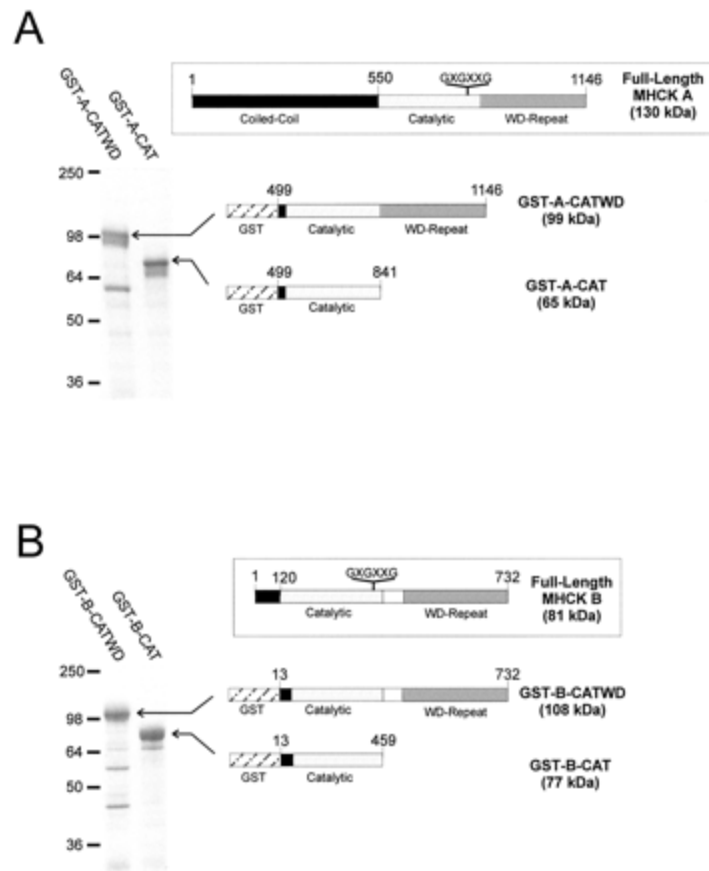 A
GST-A-CATWD
GST-A-CAT
1
550
GXGXXG
1146
Full-Length
MHCK A
(130 kDa)
Coiled-Coil
Catalytic
WD-Repeat
250
98
64
50
36
499
1146
GST-A-CATWD
(99 kDa)
GST
Catalytic
WD-Repeat
499
841
GST-A-CAT
(65 kDa)
GST
Catalytic
B
GST-B-CATWD
GST-B-CAT
1
120
GXGXXG
732
Full-Length
MHCK B
(81 kDa)
Catalytic
WD-Repeat
250
98
64
50
36
13
732
GST-B-CATWD
(108 kDa)
GST
Catalytic
WD-Repeat
13
459
GST-B-CAT
(77 kDa)
GST
Catalytic